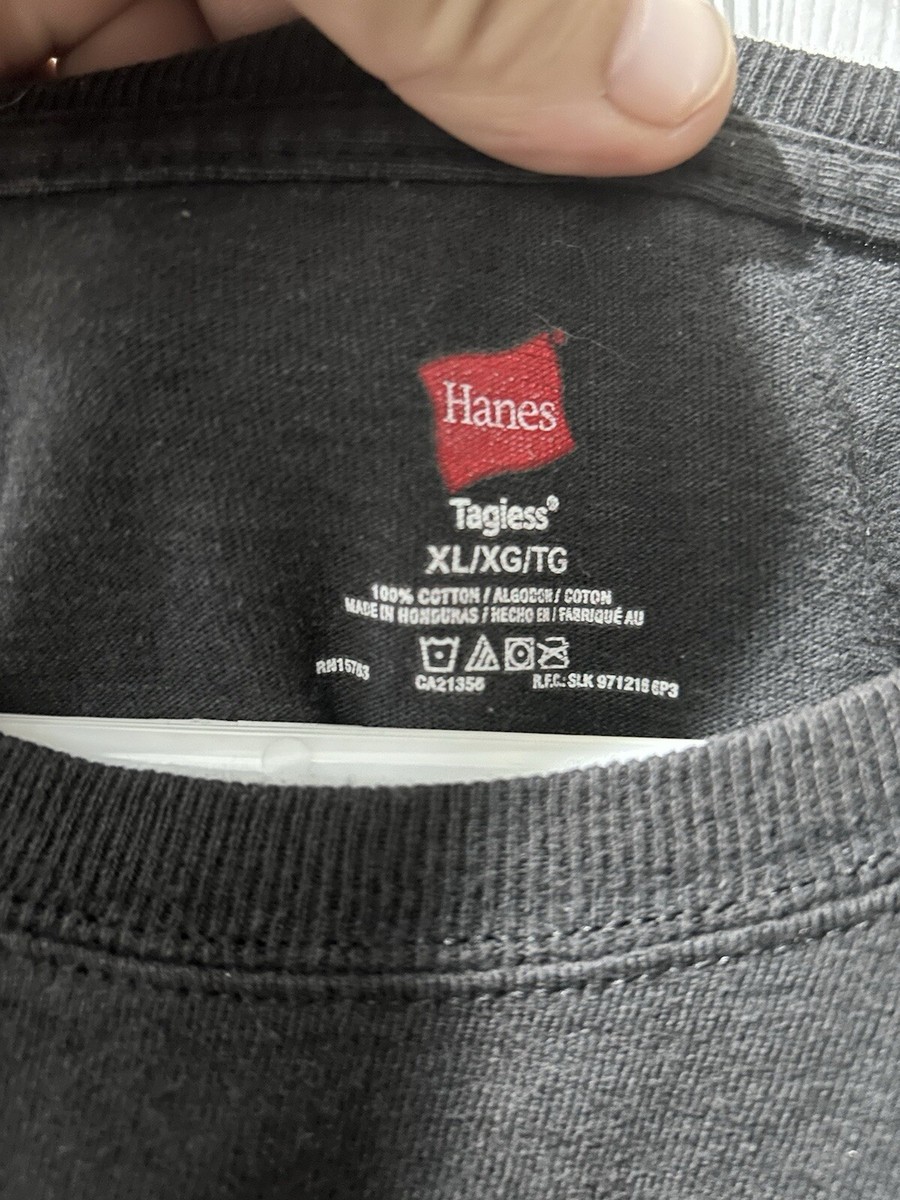 Hanes
Tagless®
XL/XG/TG
100% COTTON / ALGODON / COTON
MADE IN HONDURAS / HECHO EN / FABRIQUÉ AU
RN15763
CA21356
R.F.C.: SLK 971216 6P3